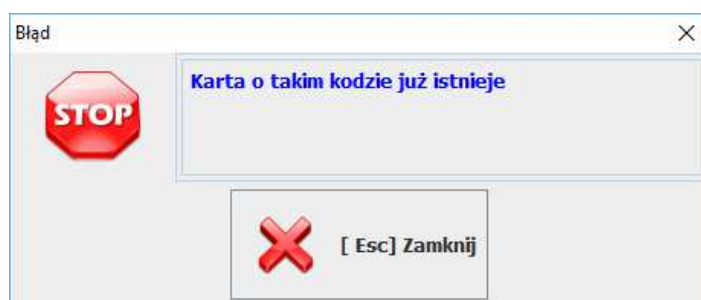 Błąd
STOP
Karta o takim kodzie już istnieje
[ Esc] Zamknij